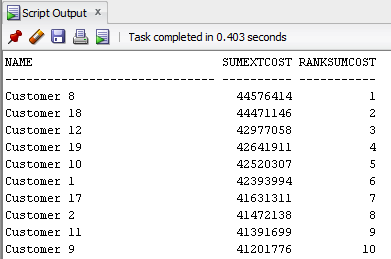 Script Output
Task completed in 0.403 seconds
NAME SUMEXTCOST RANKSUMCOST
------------------------------ ---------- -----------
Customer 8 44576414 1
Customer 18 44471146 2
Customer 12 42977058 3
Customer 19 42641911 4
Customer 10 42520307 5
Customer 1 42393994 6
Customer 17 41631311 7
Customer 2 41472138 8
Customer 11 41391699 9
Customer 9 41201776 10